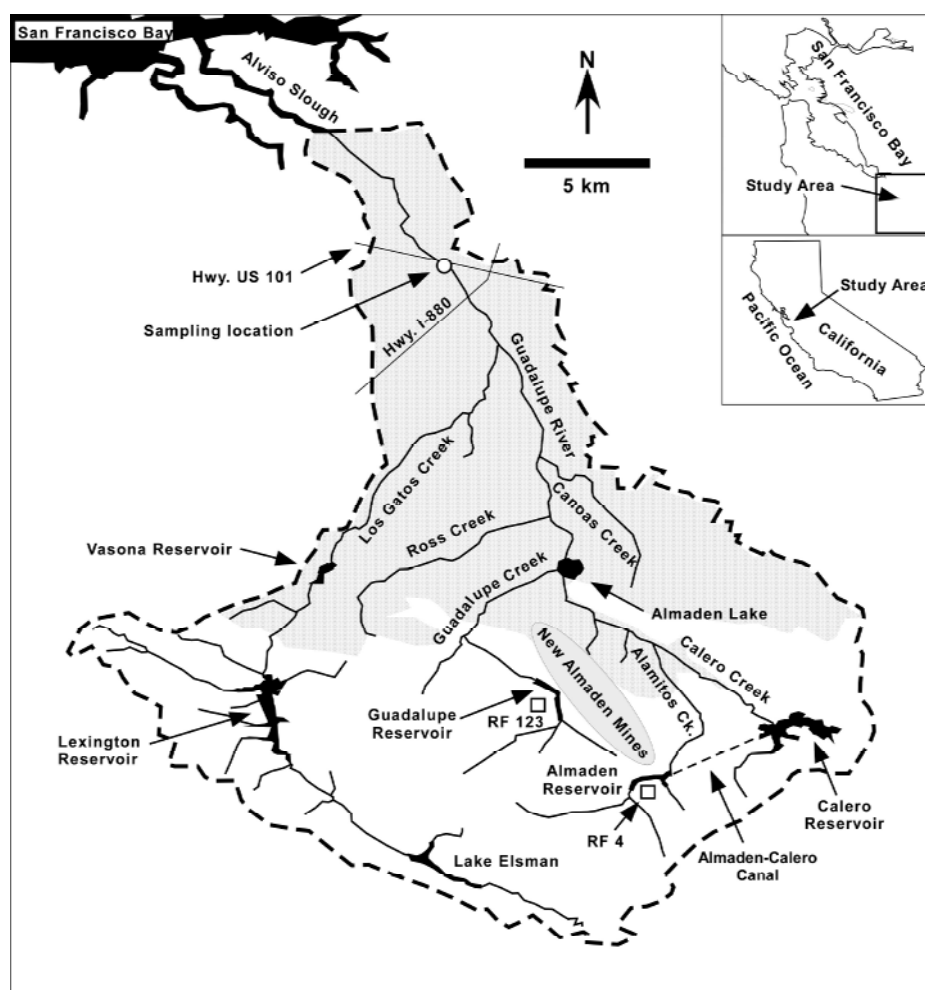 San Francisco Bay
Alviso Slough
N
5 km
San Francisco Bay
Study Area
Study Area
Pacific Ocean
California
Hwy. US 101
Sampling location
Hwy. i-880
Guadalupe River
Los Gatos Creek
Canoas Creek
Ross Creek
Vasona Reservoir
Guadalupe Creek
Almaden Lake
New Almaden Mines
Alamitos Ck.
Calero Creek
Guadalupe
Reservoir
RF 123
Lexington
Reservoir
Almaden
Reservoir
RF 4
Calero
Reservoir
Almaden-Calero
Canal
Lake Elsman